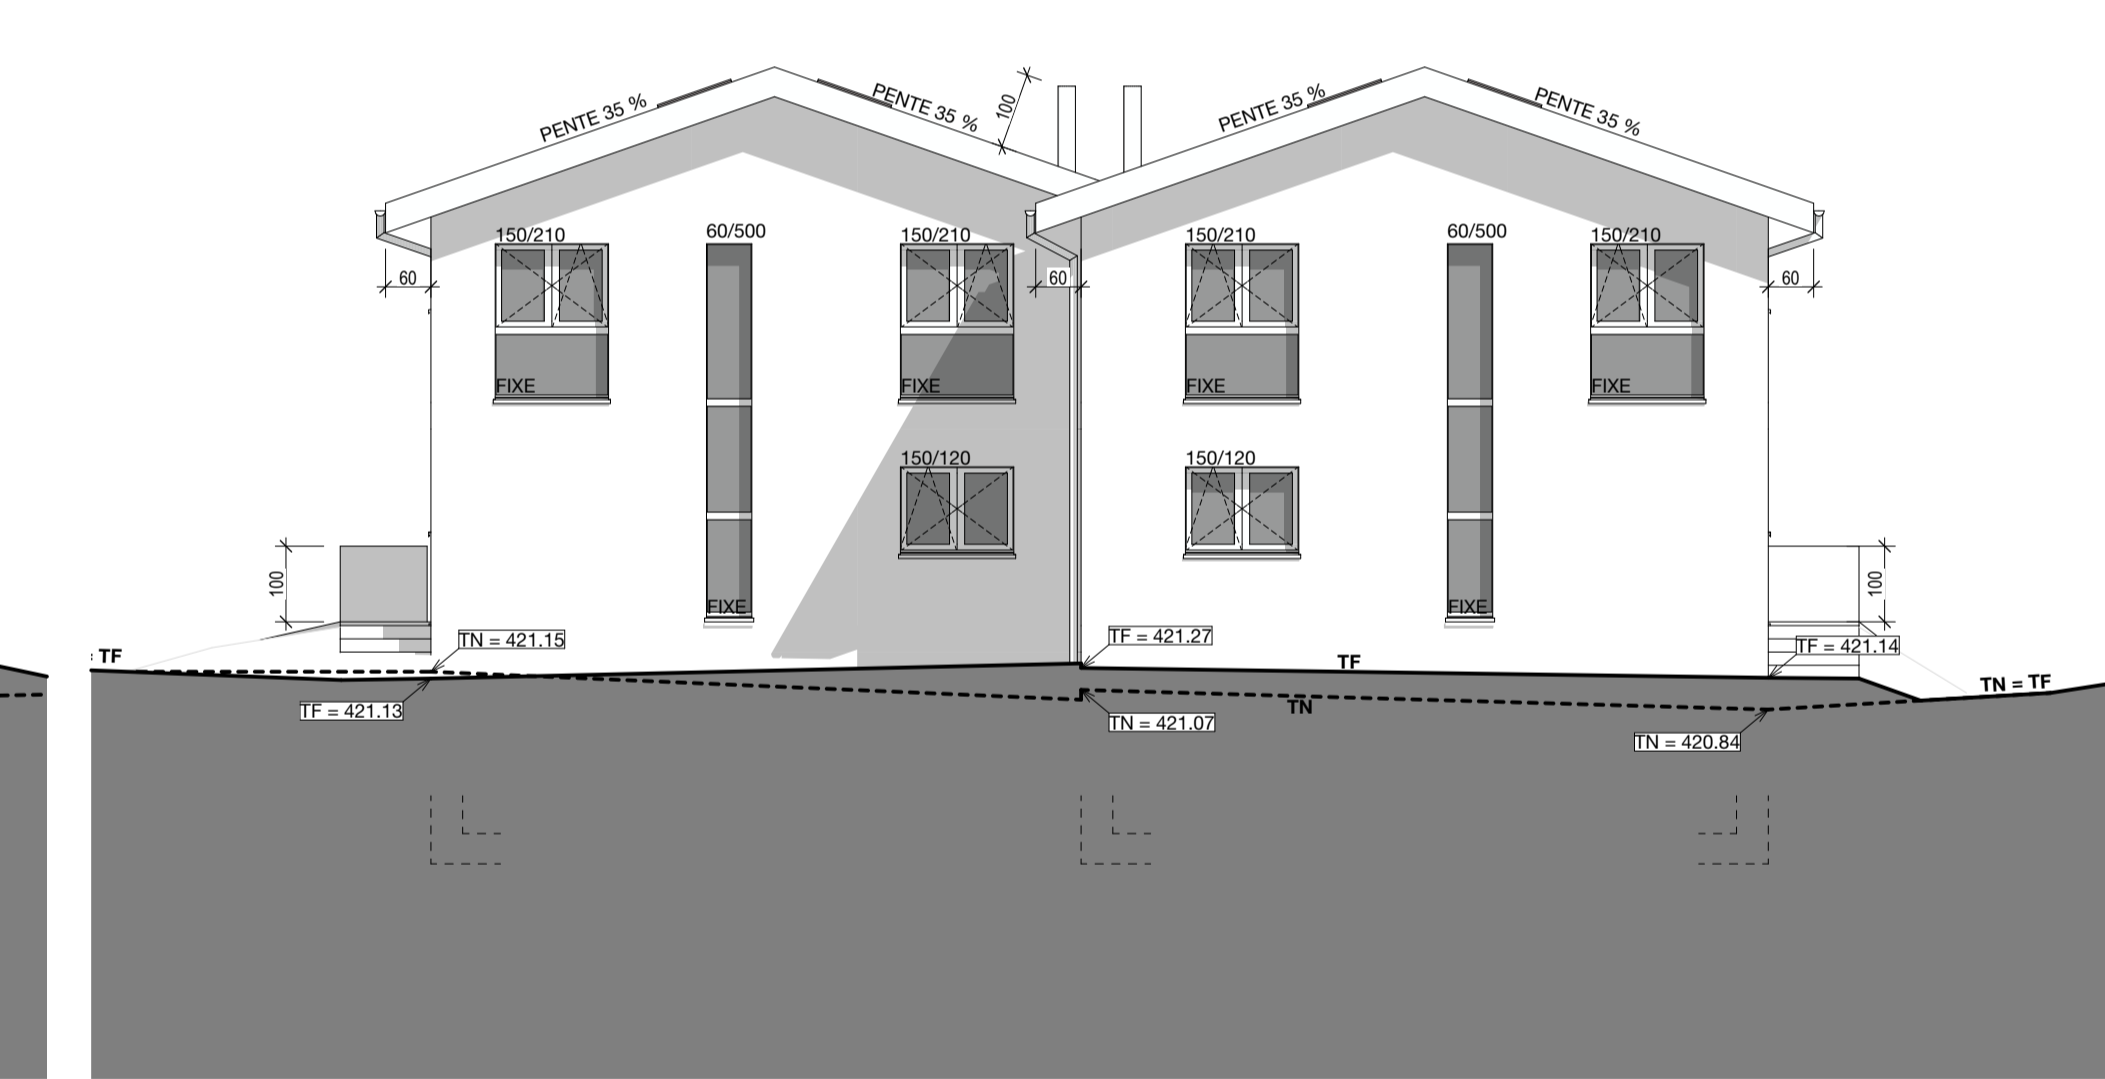 PENTE 35 %
PENTE 35 %
100
PENTE 35 %
PENTE 35 %
150/210
60/500
150/210
150/210
60/500
150/210
60
60
60
FIXE
FIXE
FIXE
FIXE
150/120
150/120
100
100
FIXE
FIXE
TN = 421.15
TF = 421.27
TF = 421.14
: TF
TF
TN = TF
TF = 421.13
TN = 421.07
TN
TN = 420.84